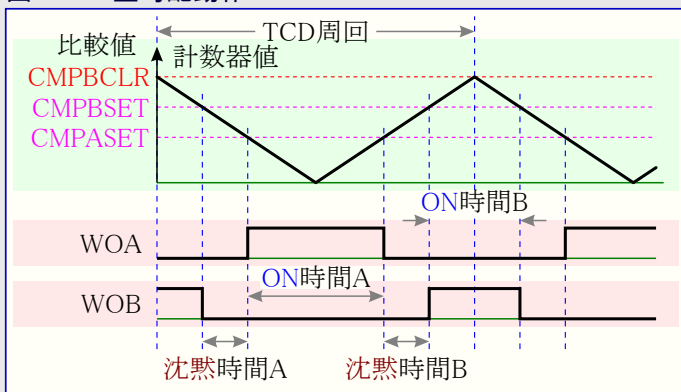 TCD周回
比較値
計数器値
CMPBCLR
CMPBSET
CMPASET
ON時間B
WOA
ON時間A
WOB
沈黙時間A
沈黙時間B